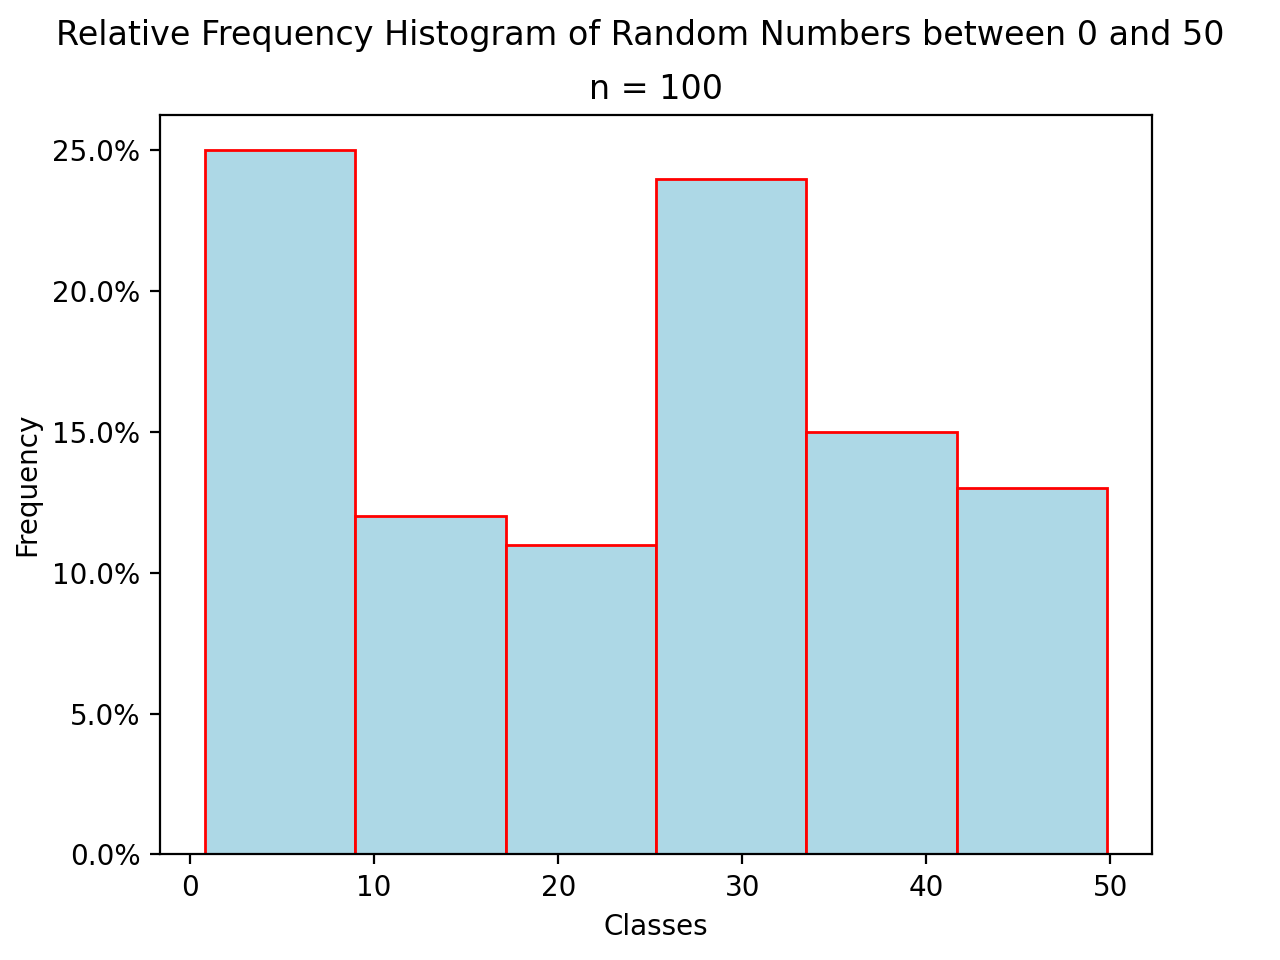 Relative Frequency Histogram of Random Numbers between 0 and 50
n = 100
25.0%
20.0%
15.0%
10.0%
5.0%
0.0%
Frequency
0 10 20 30 40 50
Classes